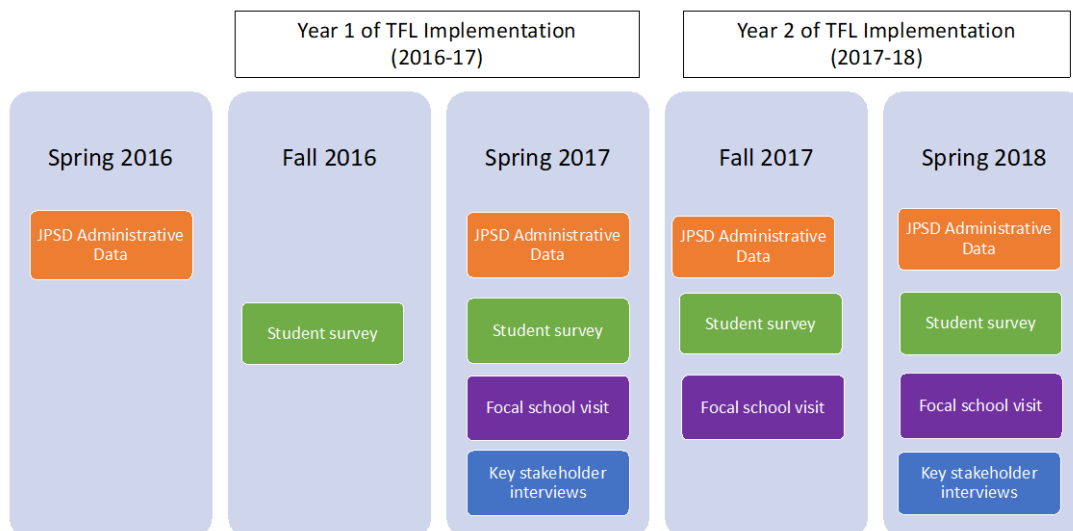 Year 1 of TFL Implementation
(2016-17)
Year 2 of TFL Implementation
(2017-18)
Spring 2016
JPSD Administrative
Data
Fall 2016
Student survey
Spring 2017
JPSD Administrative
Data
Student survey
Focal school visit
Key stakeholder
interviews
Fall 2017
JPSD Administrative
Data
Student survey
Focal school visit
Spring 2018
JPSD Administrative
Data
Student survey
Focal school visit
Key stakeholder
interviews